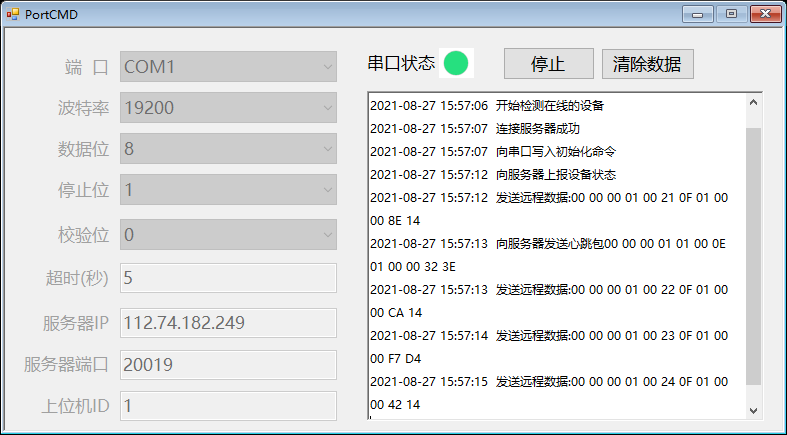 PortCMD
端 口 COM1
波特率 19200
数据位 8
停止位 1
校验位 0
超时(秒) 5
服务器IP 112.74.182.249
服务器端口 20019
上位机ID 1
串口状态 停止 清除数据
2021-08-27 15:57:06 开始检测在线的设备
2021-08-27 15:57:07 连接服务器成功
2021-08-27 15:57:07 向串口写入初始化命令
2021-08-27 15:57:12 向服务器上报设备状态
2021-08-27 15:57:12 发送远程数据:00 00 00 01 00 21 0F 01 00
00 8E 14
2021-08-27 15:57:13 向服务器发送心跳包00 00 00 01 01 00 0E
01 00 00 32 3E
2021-08-27 15:57:13 发送远程数据:00 00 00 01 00 22 0F 01 00
00 CA 14
2021-08-27 15:57:14 发送远程数据:00 00 00 01 00 23 0F 01 00
00 F7 D4
2021-08-27 15:57:15 发送远程数据:00 00 00 01 00 24 0F 01 00
00 42 14